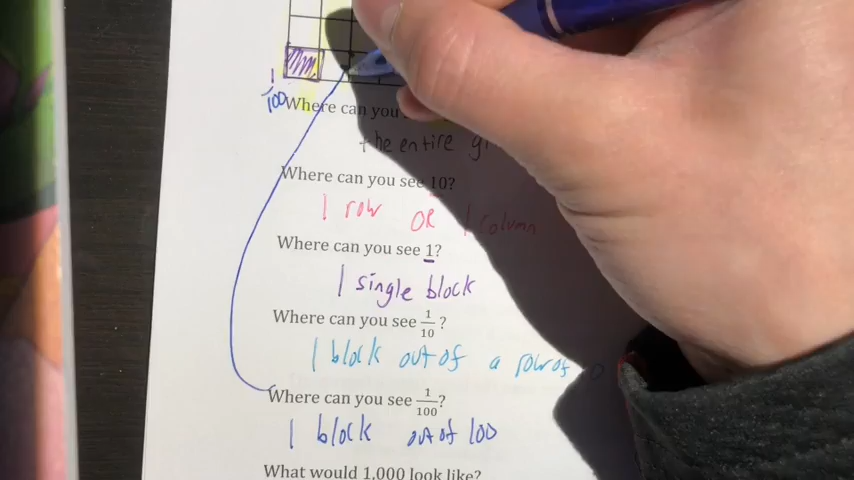 1
100
Where can you
the entire
Where can you see 10?
1 row OR 1 column
Where can you see 1?
1 single block
Where can you see 1/10?
1 block out of a row of
Where can you see 1/100?
1 block out of 100
What would 1,000 look like?